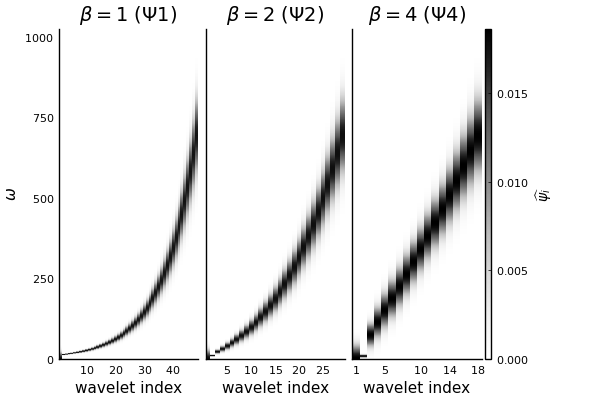 β = 1 (Ψ1)
β = 2 (Ψ2)
β = 4 (Ψ4)
1000
750
500
250
0
ω
10 20 30 40
wavelet index
5 10 15 20 25
wavelet index
1 5 10 14 18
wavelet index
0.015
0.010
0.005
0.000
ψ̂ᵢ